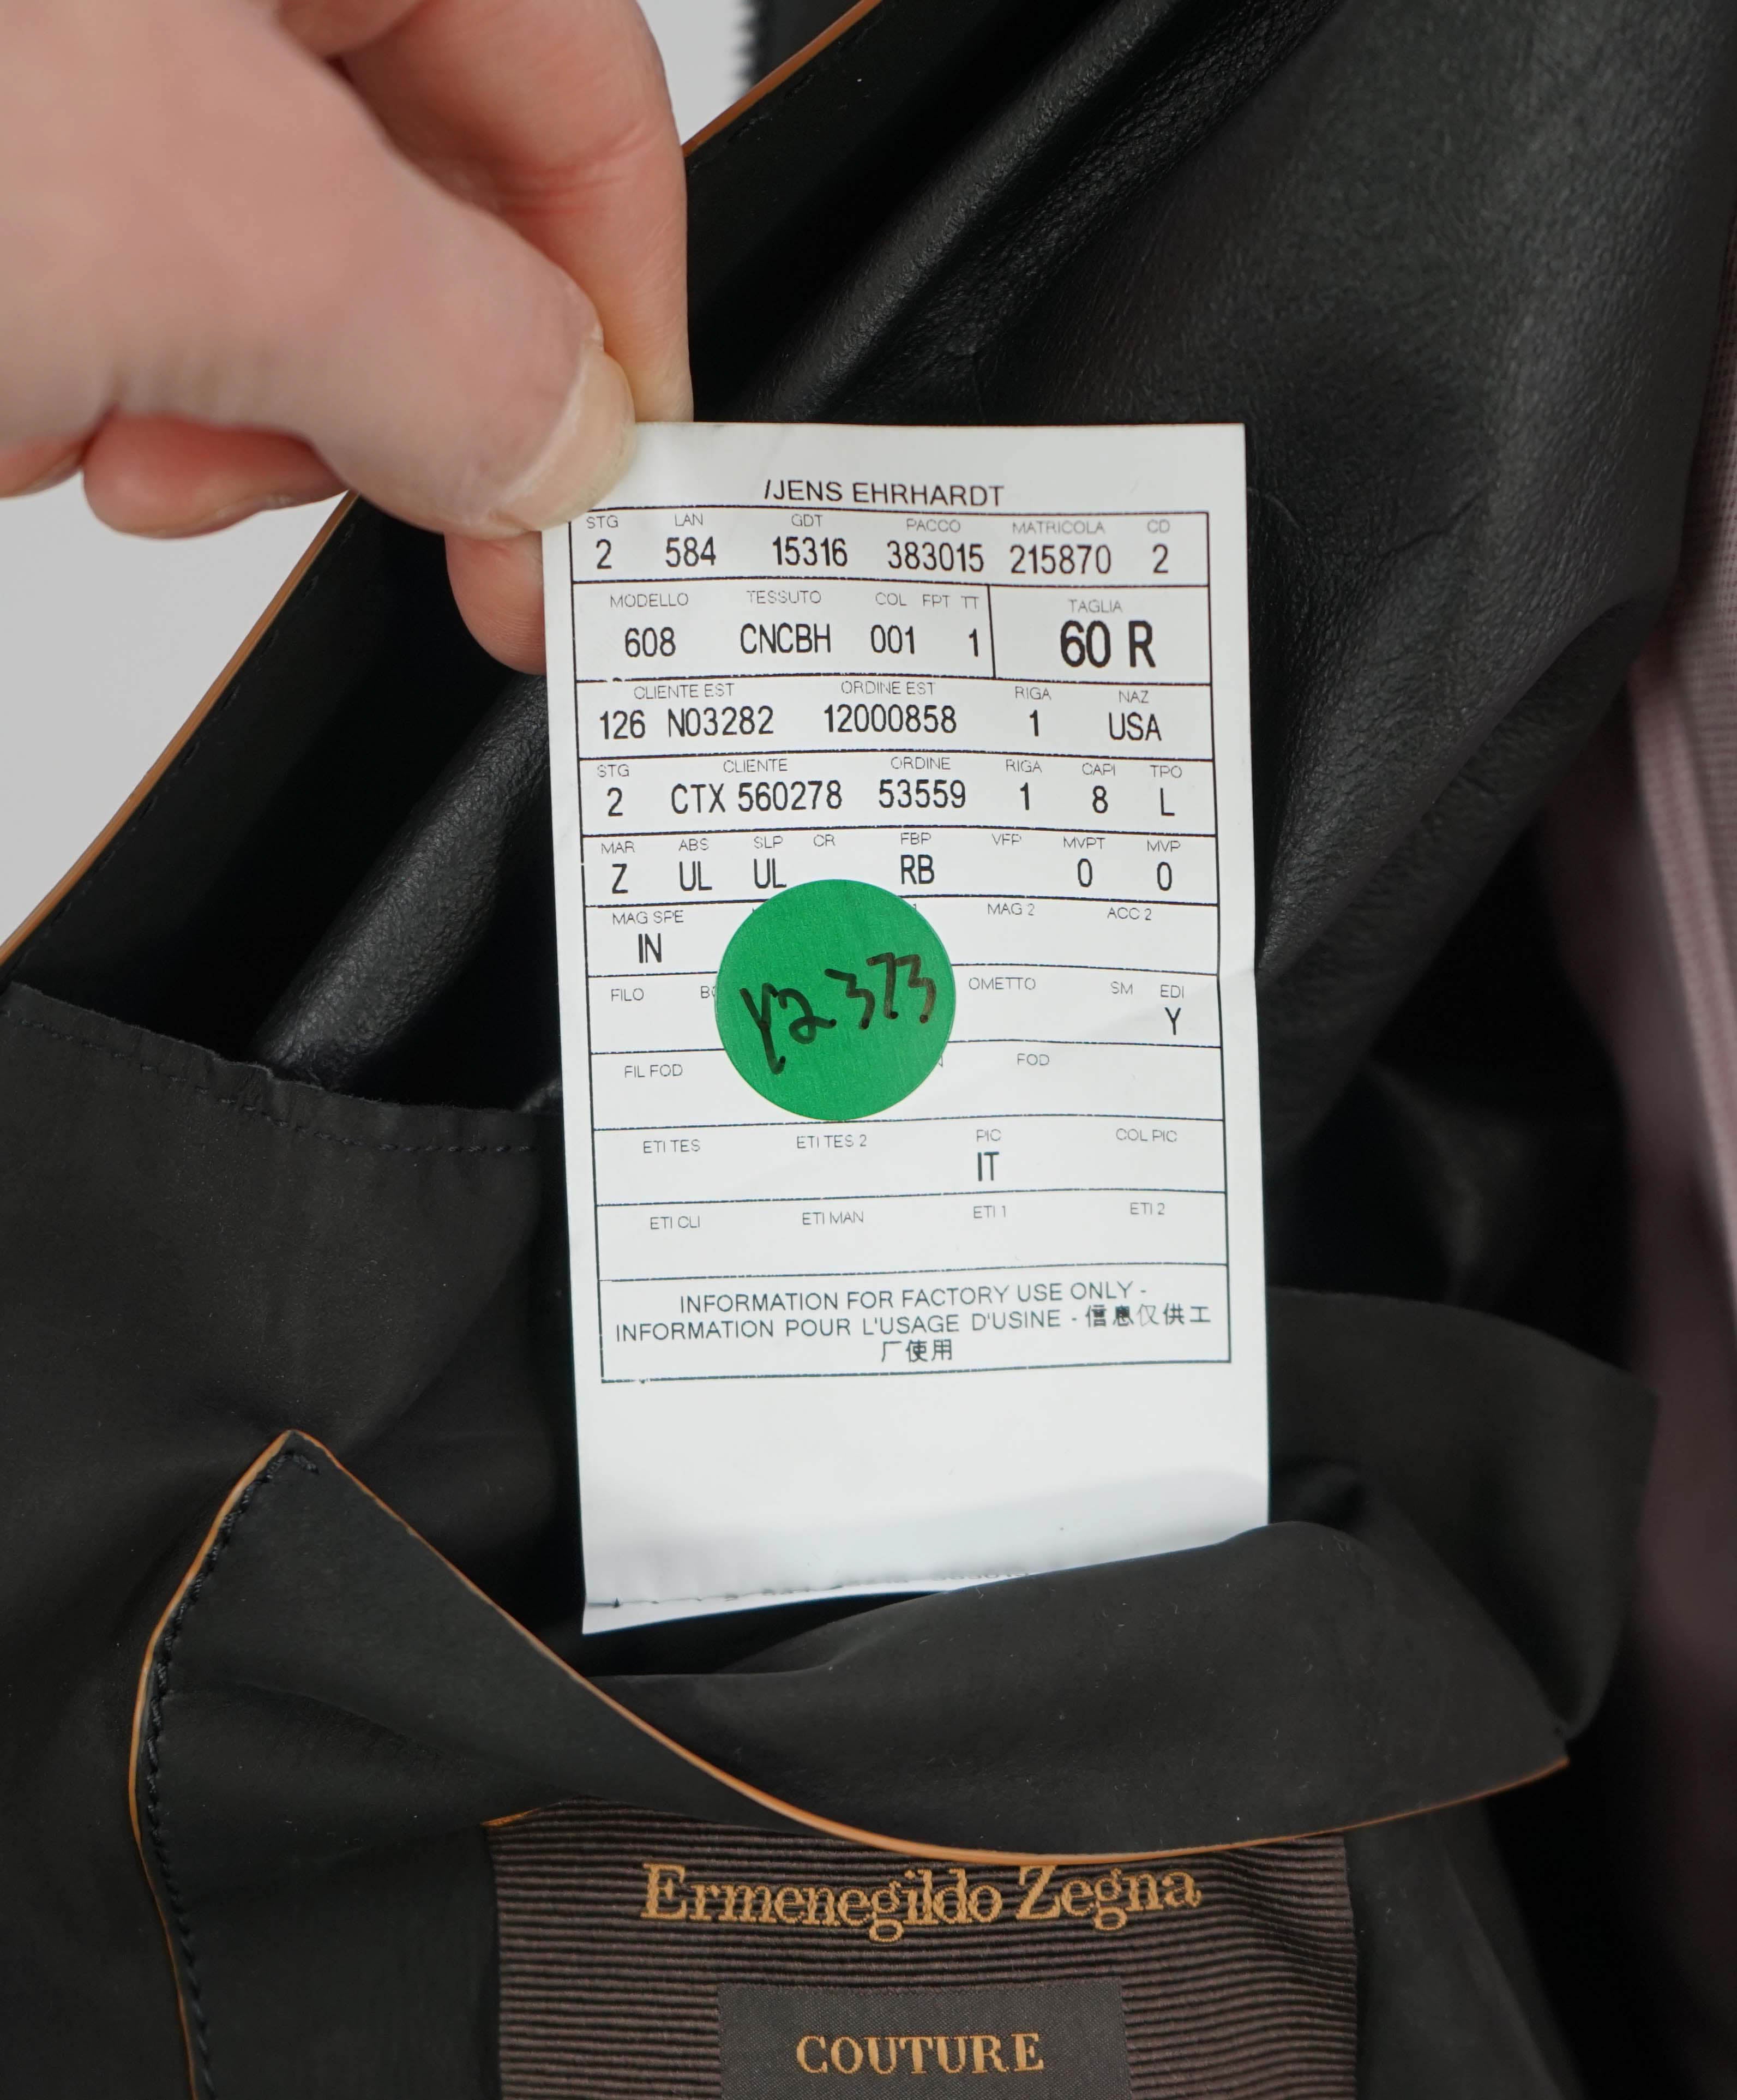 /JENS EHRHARDT
STG LAN GDT PACCO MATRICOLA CD
2 584 15316 383015 215870 2
MODELLO TESSUTO COL FPT TT TAGLIA
608 CNCBH 001 1 60 R
CLIENTE EST ORDINE EST RIGA NAZ
126 N03282 12000858 1 USA
STG CLIENTE ORDINE RIGA CAPI TPO
2 CTX 560278 53559 1 8 L
MAR ABS SLP CR FBP VFP MVPT MVP
Z UL UL RB 0 0
MAG SPE MAG 2 ACC 2
IN
FILO OMETTO SM EDI
Y
Y2373
FIL FOD FOD
ETI TES ETI TES 2 PIC COL PIC
IT
ETI CLI ETI MAN ETI 1 ETI 2
INFORMATION FOR FACTORY USE ONLY -
INFORMATION POUR L'USAGE D'USINE - 信息仅供工
厂使用
Ermenegildo Zegna
COUTURE